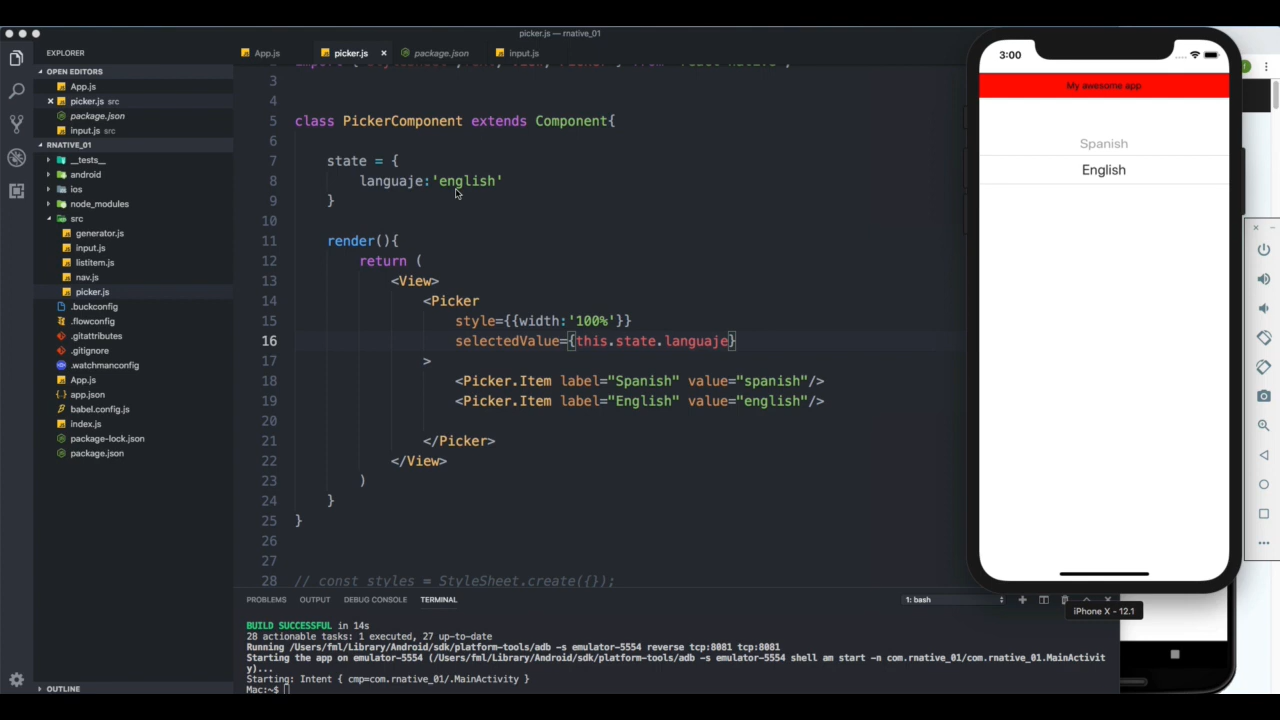 picker.js — rnative_01
EXPLORER
OPEN EDITORS
App.js
picker.js src
package.json
input.js src
RNATIVE_01
__tests__
android
ios
node_modules
src
generator.js
input.js
listitem.js
nav.js
picker.js
.buckconfig
.flowconfig
.gitattributes
.gitignore
.watchmanconfig
App.js
app.json
babel.config.js
index.js
package-lock.json
package.json
OUTLINE
App.js
picker.js
package.json
input.js
3
4
5 class PickerComponent extends Component{
6
7 state = {
8 languaje:'english'
9 }
10
11 render(){
12 return (
13 <View>
14 <Picker
15 style={{width:'100%'}}
16 selectedValue={this.state.languaje}
17 >
18 <Picker.Item label="Spanish" value="spanish"/>
19 <Picker.Item label="English" value="english"/>
20
21 </Picker>
22 </View>
23 )
24 }
25 }
26
27
28 // const styles = StyleSheet.create({});
PROBLEMS OUTPUT DEBUG CONSOLE TERMINAL
1: bash
BUILD SUCCESSFUL in 14s
28 actionable tasks: 1 executed, 27 up-to-date
Running /Users/fml/Library/Android/sdk/platform-tools/adb -s emulator-5554 reverse tcp:8081 tcp:8081
Starting the app on emulator-5554 (/Users/fml/Library/Android/sdk/platform-tools/adb -s emulator-5554 shell am start -n com.rnative_01/com.rnative_01.MainActivit
y)...
Starting: Intent { cmp=com.rnative_01/.MainActivity }
Mac:~$
3:00
My awesome app
Spanish
English
iPhone X - 12.1